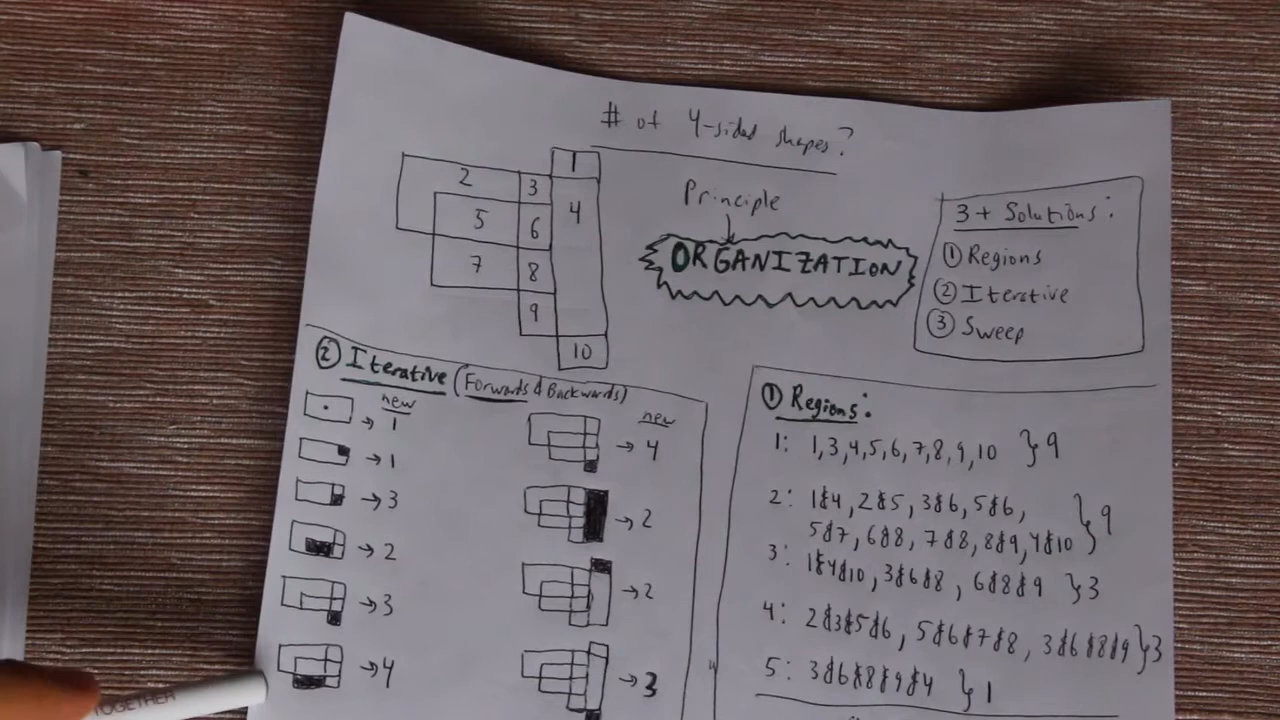 # of 4-sided shapes?
1
2 3
4
5 6
7 8
9
10
Principle
ORGANIZATION
3+ Solutions:
① Regions
② Iterative
③ Sweep
② Iterative (Forwards & Backwards)
new
→1
→1
→3
→2
→3
→4
new
→4
→2
→2
→3
① Regions:
1: 1,3,4,5,6,7,8,9,10 }9
2: 1&4, 2&5, 3&6, 5&6,
5&7, 6&8, 7&8, 8&9, 4&10 }9
3: 1&4&10, 3&6&8, 6&8&9 }3
4: 2&3&5&6, 5&6&7&8, 3&6&8&9 }3
5: 3&6&8&9&4 }1
TOGETHER